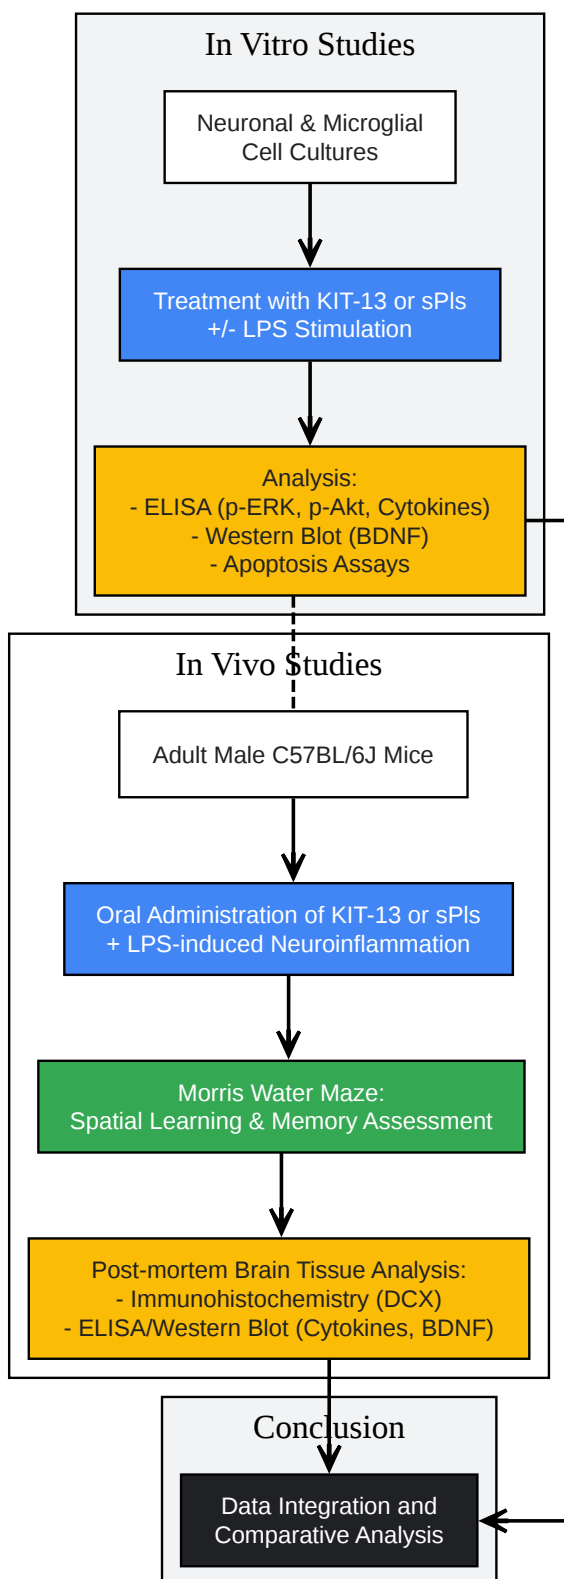 In Vitro Studies
Neuronal & Microglial
Cell Cultures
Treatment with KIT-13 or sPls
+/- LPS Stimulation
Analysis:
- ELISA (p-ERK, p-Akt, Cytokines)
- Western Blot (BDNF)
- Apoptosis Assays
In Vivo Studies
Adult Male C57BL/6J Mice
Oral Administration of KIT-13 or sPls
+ LPS-induced Neuroinflammation
Morris Water Maze:
Spatial Learning & Memory Assessment
Post-mortem Brain Tissue Analysis:
- Immunohistochemistry (DCX)
- ELISA/Western Blot (Cytokines, BDNF)
Conclusion
Data Integration and
Comparative Analysis